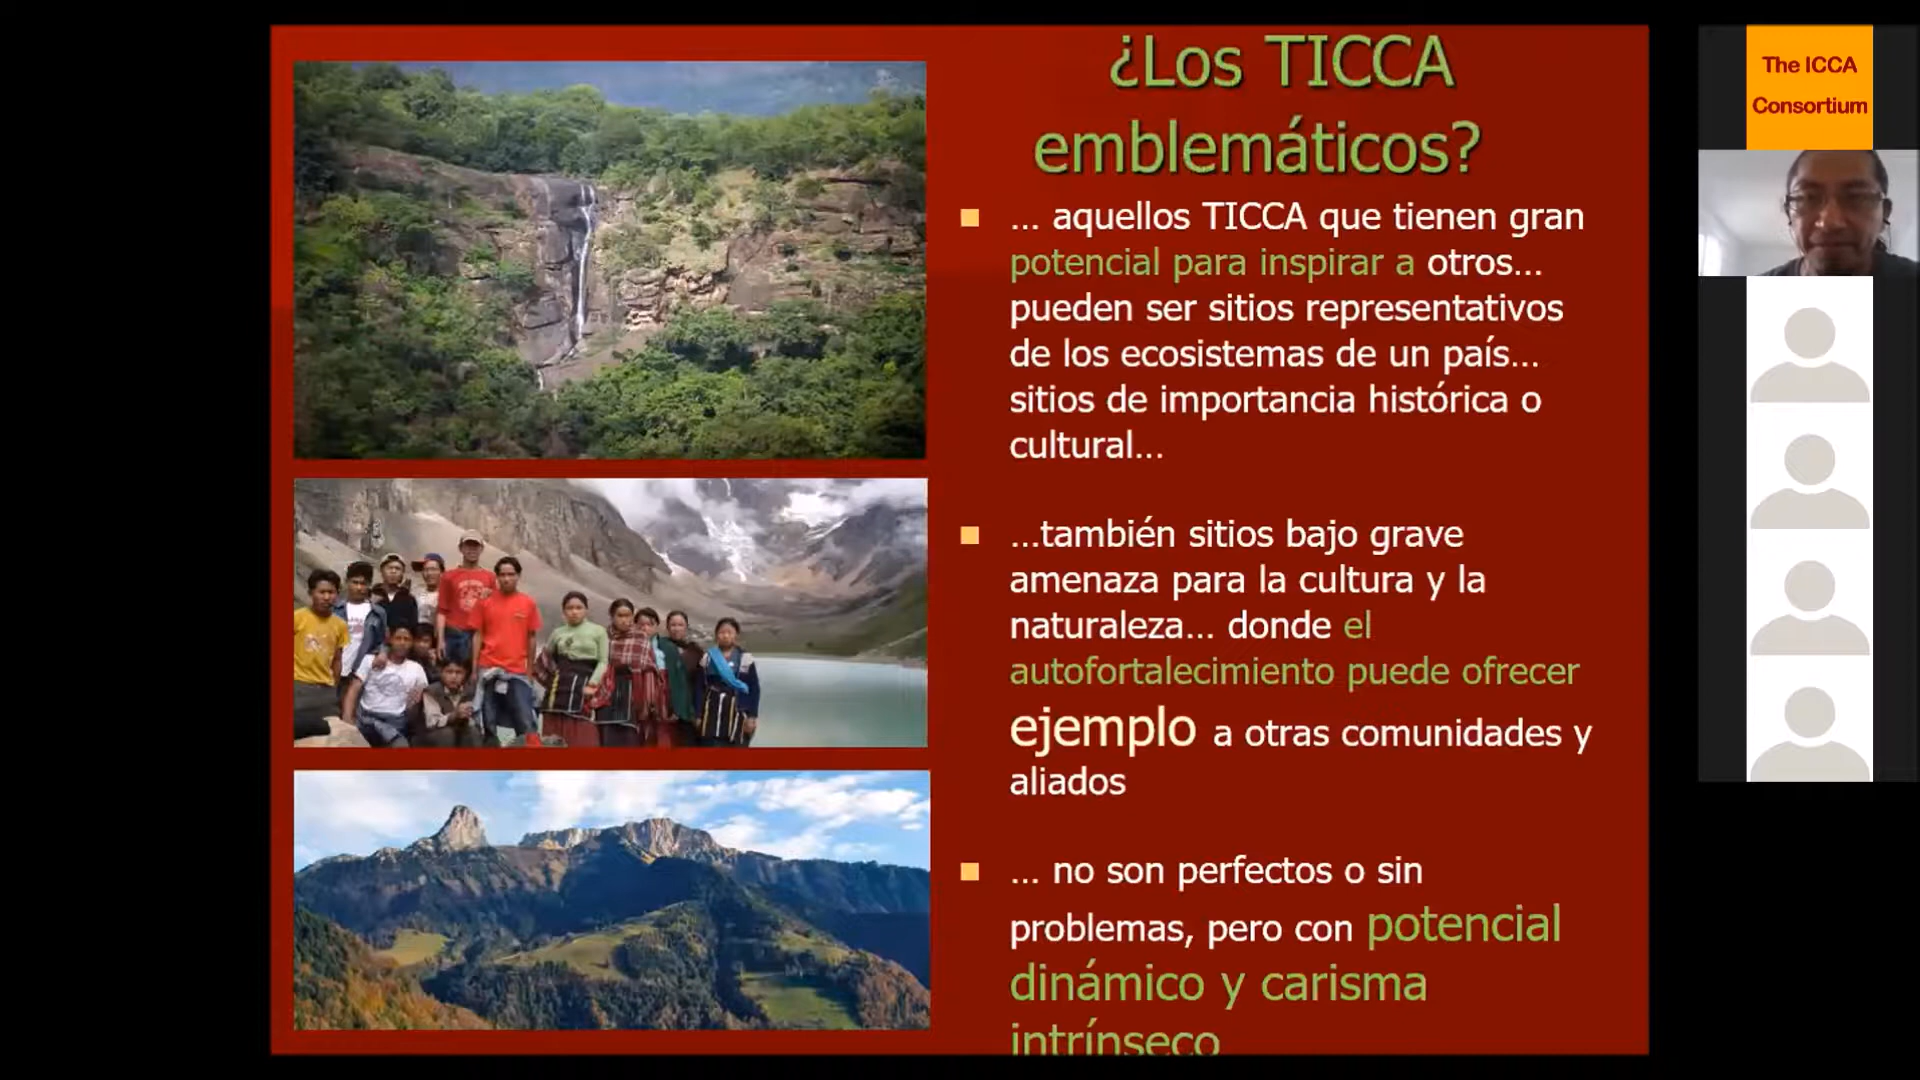 ¿Los TICCA
emblemáticos?
... aquellos TICCA que tienen gran
potencial para inspirar a otros...
pueden ser sitios representativos
de los ecosistemas de un país...
sitios de importancia histórica o
cultural...
...también sitios bajo grave
amenaza para la cultura y la
naturaleza... donde el
autofortalecimiento puede ofrecer
ejemplo a otras comunidades y
aliados
... no son perfectos o sin
problemas, pero con potencial
dinámico y carisma
intrínseco
The ICCA
Consortium